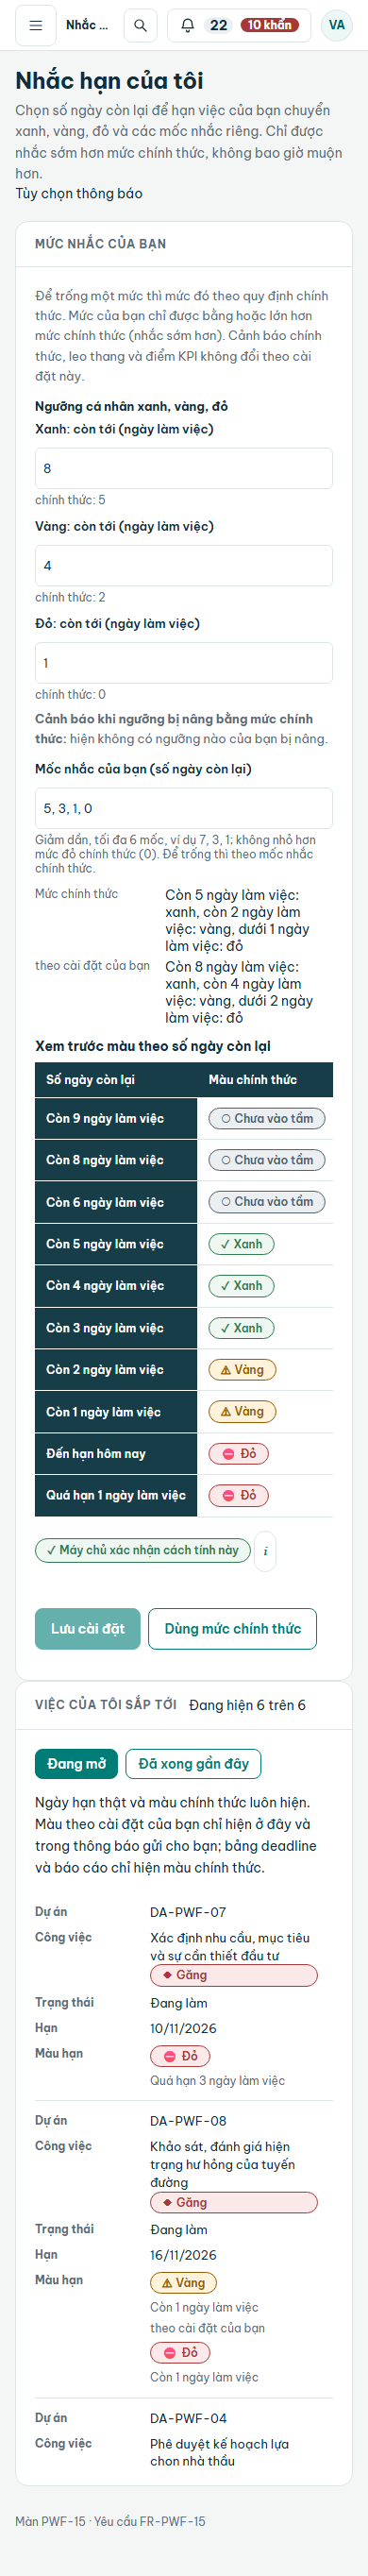 Nhắc ...
22
10 khẩn
VA
Nhắc hạn của tôi
Chọn số ngày còn lại để hạn việc của bạn chuyển
xanh, vàng, đỏ và các mốc nhắc riêng. Chỉ được
nhắc sớm hơn mức chính thức, không bao giờ muộn
hơn.
Tùy chọn thông báo
MỨC NHẮC CỦA BẠN
Để trống một mức thì mức đó theo quy định chính
thức. Mức của bạn chỉ được bằng hoặc lớn hơn
mức chính thức (nhắc sớm hơn). Cảnh báo chính
thức, leo thang và điểm KPI không đổi theo cài
đặt này.
Ngưỡng cá nhân xanh, vàng, đỏ
Xanh: còn tới (ngày làm việc)
8
chính thức: 5
Vàng: còn tới (ngày làm việc)
4
chính thức: 2
Đỏ: còn tới (ngày làm việc)
1
chính thức: 0
Cảnh báo khi ngưỡng bị nâng bằng mức chính
thức: hiện không có ngưỡng nào của bạn bị nâng.
Mốc nhắc của bạn (số ngày còn lại)
5, 3, 1, 0
Giảm dần, tối đa 6 mốc, ví dụ 7, 3, 1; không nhỏ hơn
mức đỏ chính thức (0). Để trống thì theo mốc nhắc
chính thức.
Mức chính thức
Còn 5 ngày làm việc:
xanh, còn 2 ngày làm
việc: vàng, dưới 1 ngày
làm việc: đỏ
theo cài đặt của bạn
Còn 8 ngày làm việc:
xanh, còn 4 ngày làm
việc: vàng, dưới 2 ngày
làm việc: đỏ
Xem trước màu theo số ngày còn lại
Số ngày còn lại Màu chính thức
Còn 9 ngày làm việc Chưa vào tầm
Còn 8 ngày làm việc Chưa vào tầm
Còn 6 ngày làm việc Chưa vào tầm
Còn 5 ngày làm việc ✓ Xanh
Còn 4 ngày làm việc ✓ Xanh
Còn 3 ngày làm việc ✓ Xanh
Còn 2 ngày làm việc ⚠ Vàng
Còn 1 ngày làm việc ⚠ Vàng
Đến hạn hôm nay ⛔ Đỏ
Quá hạn 1 ngày làm việc ⛔ Đỏ
✓ Máy chủ xác nhận cách tính này
i
Lưu cài đặt
Dùng mức chính thức
VIỆC CỦA TÔI SẮP TỚI Đang hiện 6 trên 6
Đang mở
Đã xong gần đây
Ngày hạn thật và màu chính thức luôn hiện.
Màu theo cài đặt của bạn chỉ hiện ở đây và
trong thông báo gửi cho bạn; bảng deadline
và báo cáo chỉ hiện màu chính thức.
Dự án DA-PWF-07
Công việc Xác định nhu cầu, mục tiêu
và sự cần thiết đầu tư
Găng
Trạng thái Đang làm
Hạn 10/11/2026
Màu hạn ⛔ Đỏ
Quá hạn 3 ngày làm việc
Dự án DA-PWF-08
Công việc Khảo sát, đánh giá hiện
trạng hư hỏng của tuyến
đường
Găng
Trạng thái Đang làm
Hạn 16/11/2026
Màu hạn ⚠ Vàng
Còn 1 ngày làm việc
theo cài đặt của bạn
⛔ Đỏ
Còn 1 ngày làm việc
Dự án DA-PWF-04
Công việc Phê duyệt kế hoạch lựa
chọn nhà thầu
Màn PWF-15 · Yêu cầu FR-PWF-15